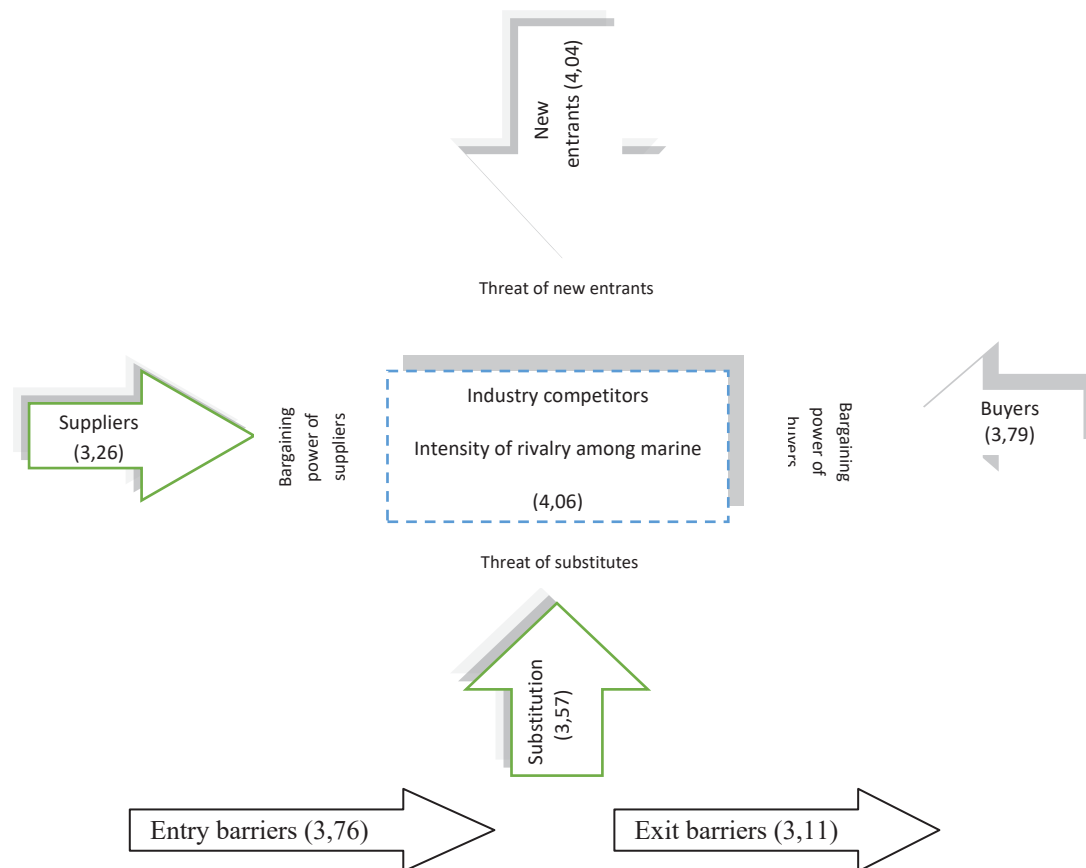 New
entrants (4,04)
Threat of new entrants
Suppliers
(3,26)
Bargaining
power of
suppliers
Industry competitors
Intensity of rivalry among marine
(4,06)
Bargaining
power of
buyers
Buyers
(3,79)
Threat of substitutes
Substitution
(3,57)
Entry barriers (3,76)
Exit barriers (3,11)